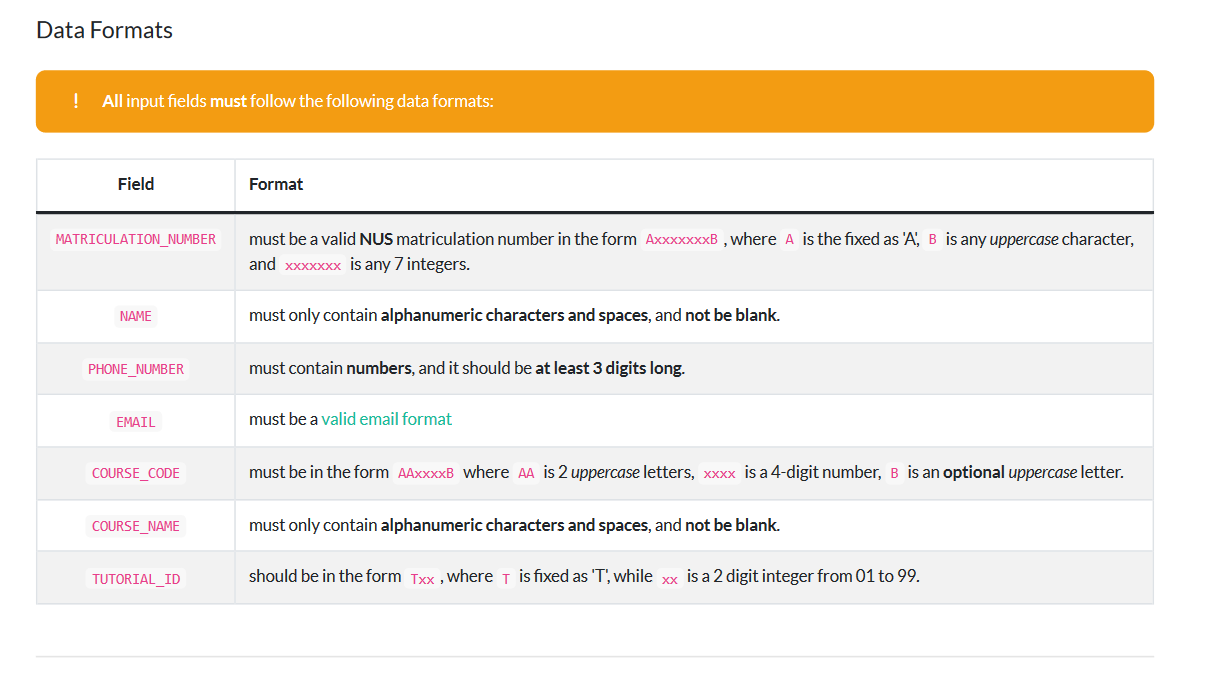 Data Formats
! All input fields must follow the following data formats:
Field Format
MATRICULATION_NUMBER must be a valid NUS matriculation number in the form AxxxxxxxB , where A is the fixed as 'A', B is any uppercase character,
and xxxxxxx is any 7 integers.
NAME must only contain alphanumeric characters and spaces, and not be blank.
PHONE_NUMBER must contain numbers, and it should be at least 3 digits long.
EMAIL must be a valid email format
COURSE_CODE must be in the form AAxxxxB where AA is 2 uppercase letters, xxxx is a 4-digit number, B is an optional uppercase letter.
COURSE_NAME must only contain alphanumeric characters and spaces, and not be blank.
TUTORIAL_ID should be in the form Txx , where T is fixed as 'T', while xx is a 2 digit integer from 01 to 99.